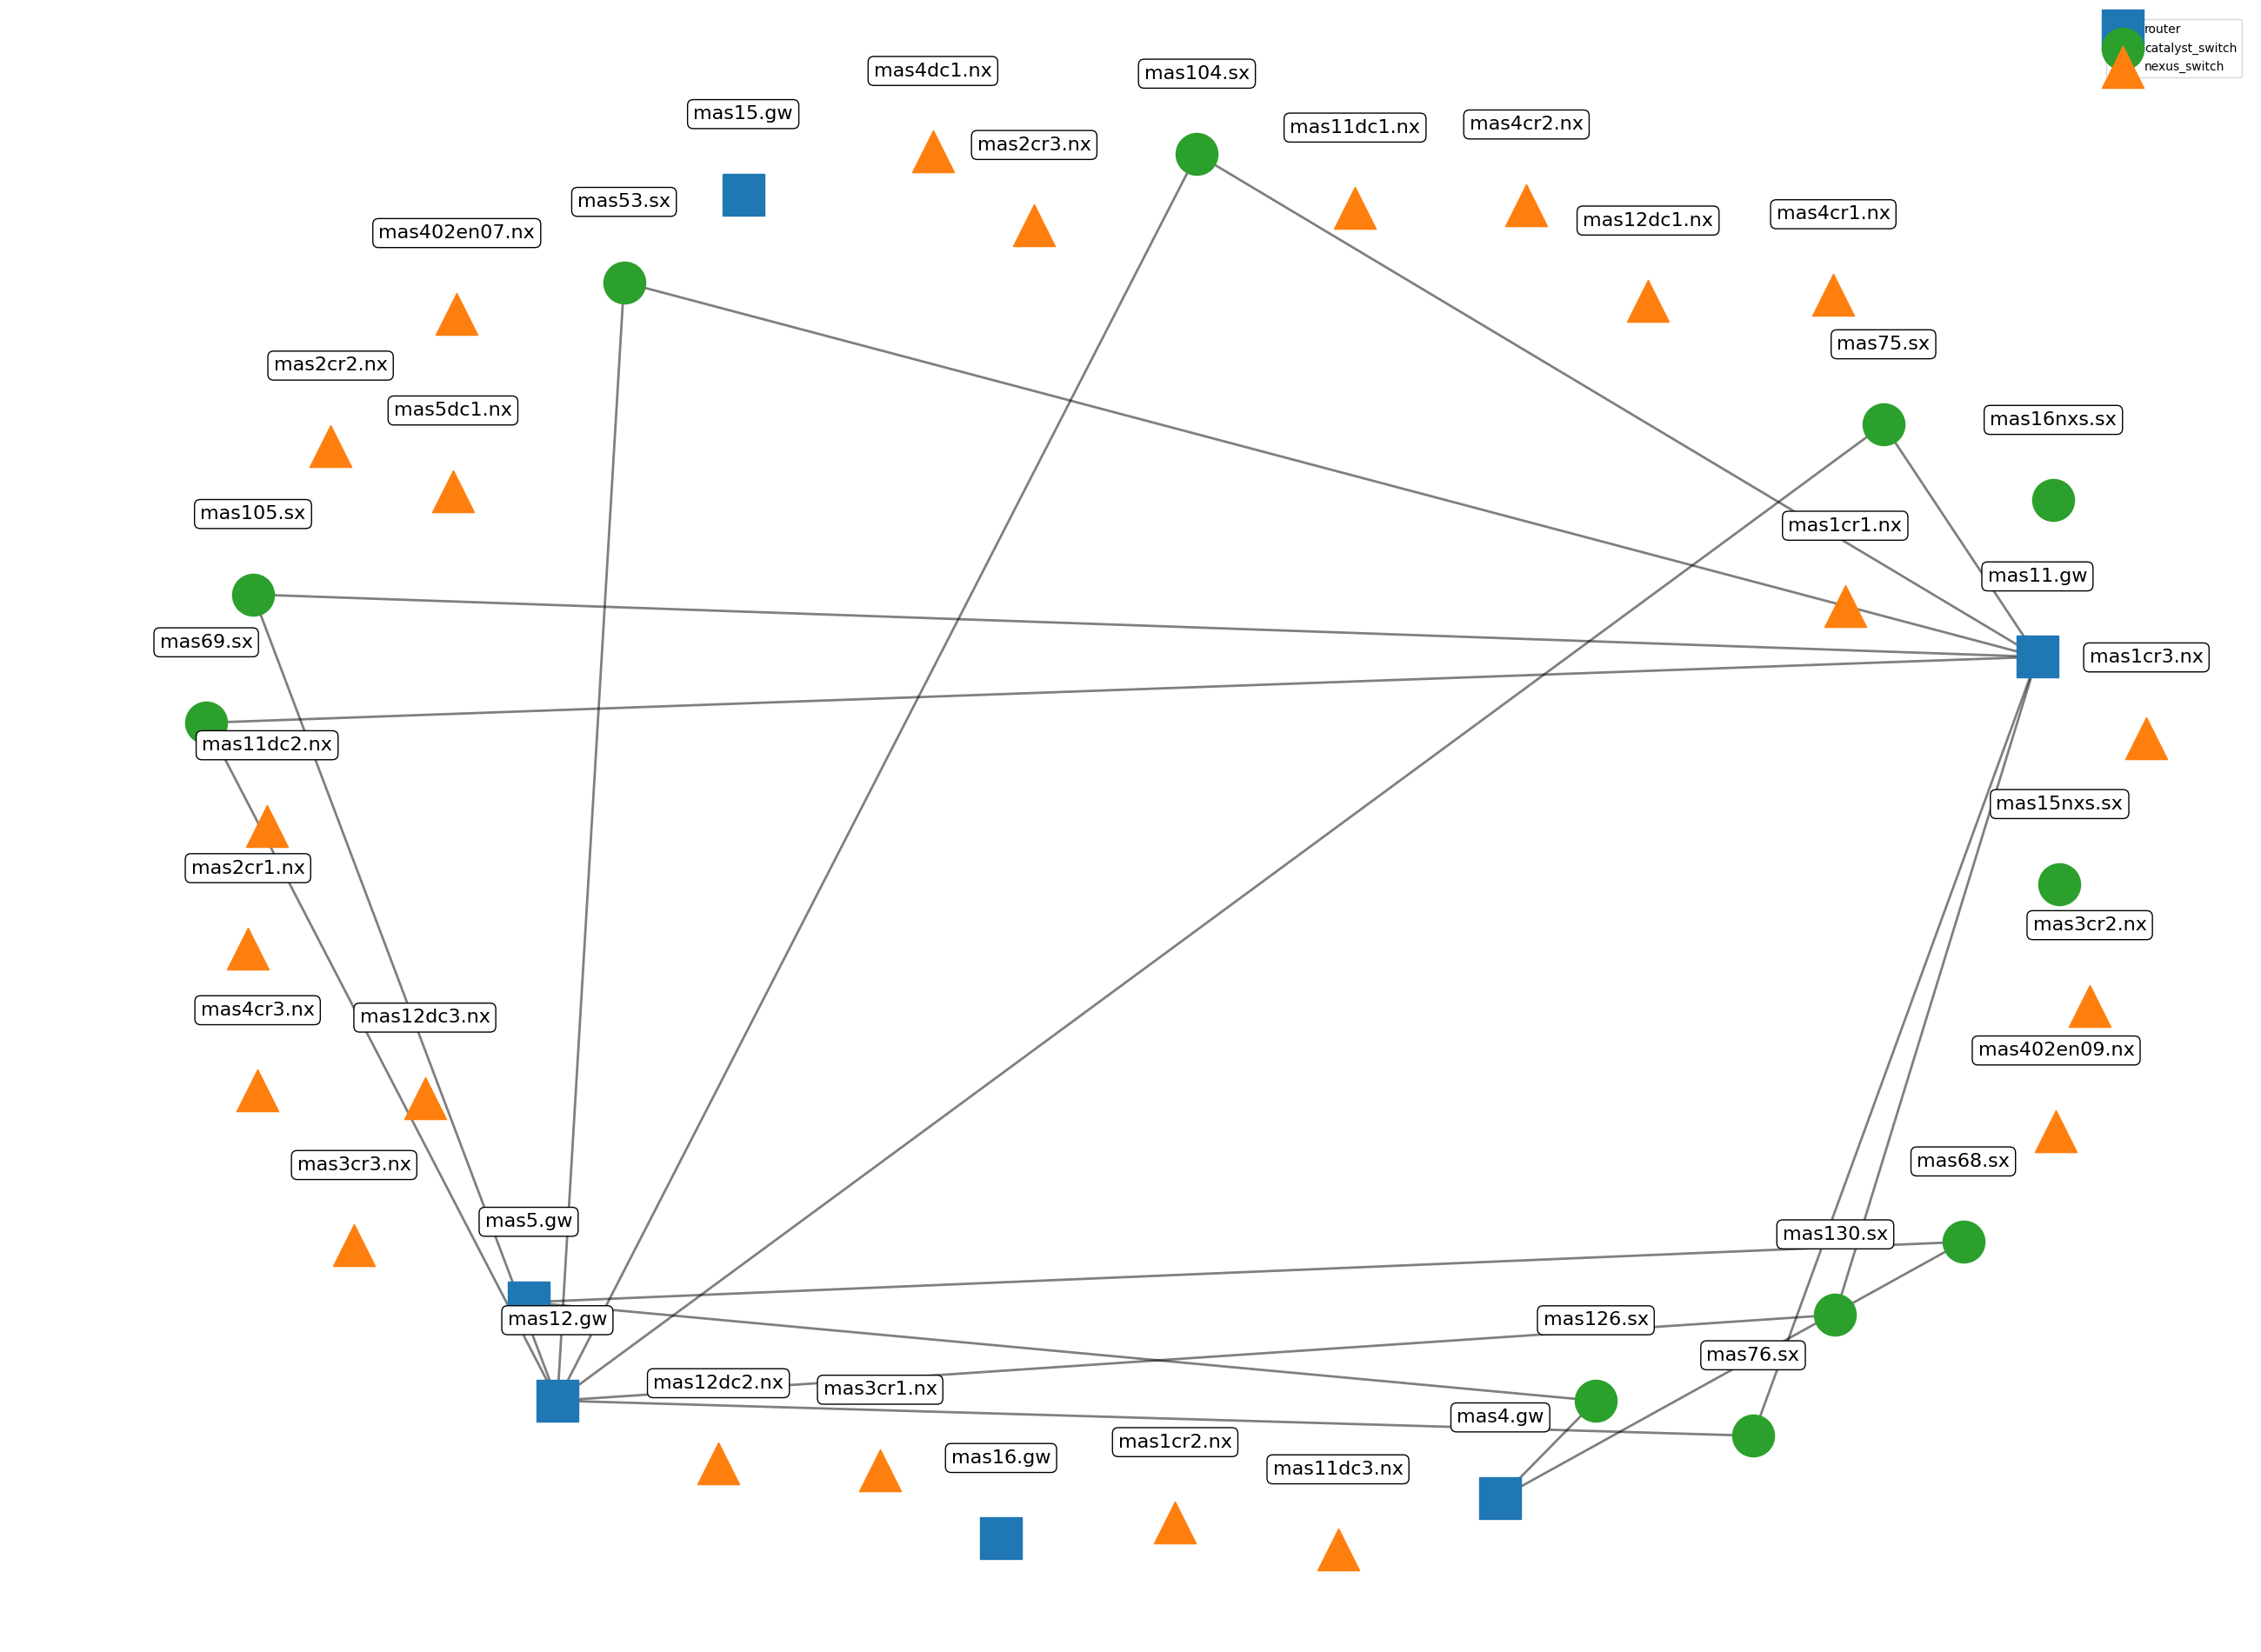 router
catalyst_switch
nexus_switch
mas4dc1.nx
mas104.sx
mas15.gw
mas11dc1.nx
mas4cr2.nx
mas2cr3.nx
mas53.sx
mas12dc1.nx
mas4cr1.nx
mas402en07.nx
mas75.sx
mas2cr2.nx
mas5dc1.nx
mas16nxs.sx
mas105.sx
mas1cr1.nx
mas11.gw
mas69.sx
mas1cr3.nx
mas11dc2.nx
mas15nxs.sx
mas2cr1.nx
mas3cr2.nx
mas4cr3.nx
mas12dc3.nx
mas402en09.nx
mas3cr3.nx
mas68.sx
mas5.gw
mas130.sx
mas12.gw
mas126.sx
mas76.sx
mas12dc2.nx
mas3cr1.nx
mas4.gw
mas1cr2.nx
mas16.gw
mas11dc3.nx